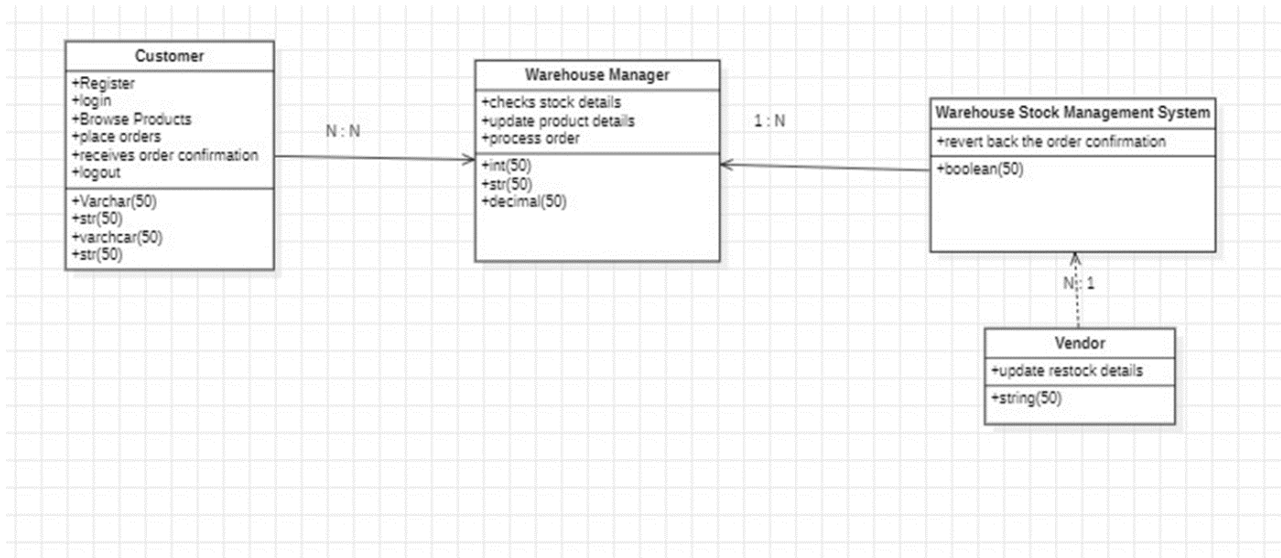 Customer
+Register
+login
+Browse Products
+place orders
+receives order confirmation
+logout
+Varchar(50)
+str(50)
+varchcar(50)
+str(50)
N : N
Warehouse Manager
+checks stock details
+update product details
+process order
+int(50)
+str(50)
+decimal(50)
1 : N
Warehouse Stock Management System
+revert back the order confirmation
+boolean(50)
N : 1
Vendor
+update restock details
+string(50)